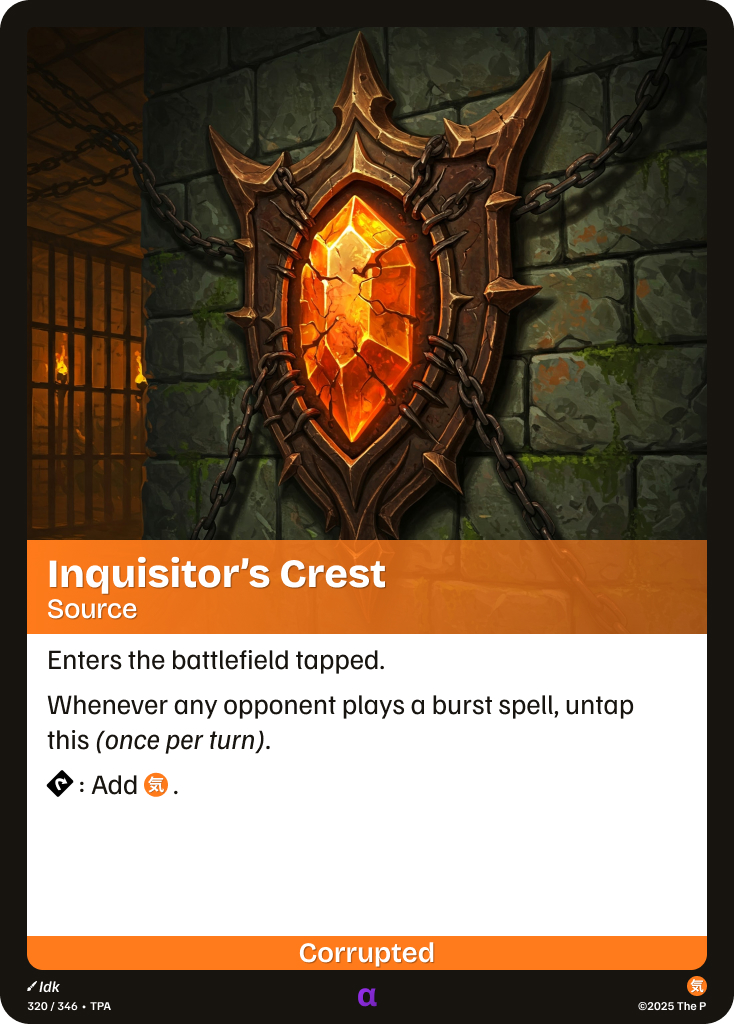 Inquisitor's Crest
Source
Enters the battlefield tapped.
Whenever any opponent plays a burst spell, untap
this (once per turn).
: Add 気 .
Corrupted
Idk
気
320 / 346 • TPA
α
©2025 The P